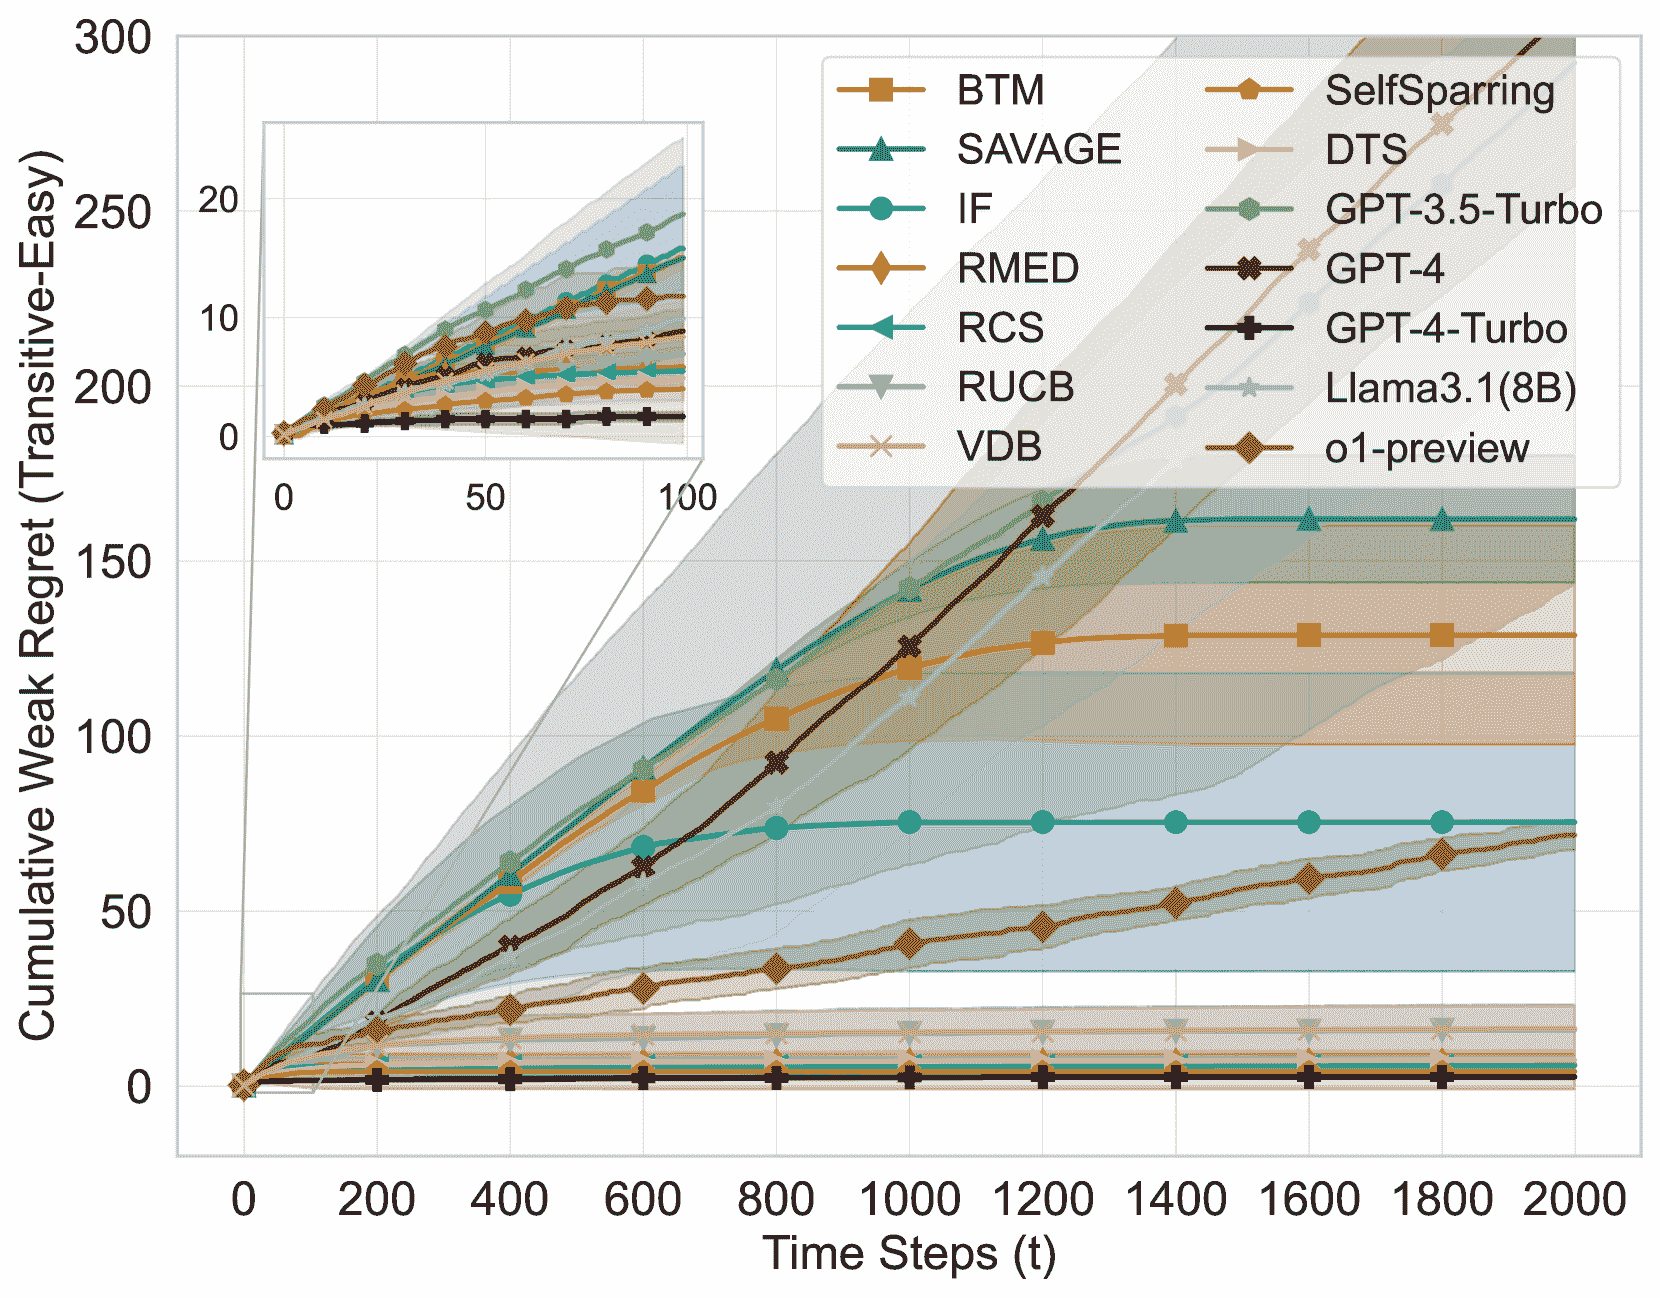 Cumulative Weak Regret (Transitive-Easy)
300
250
200
150
100
50
0
20
10
0
0 50 100
BTM
SAVAGE
IF
RMED
RCS
RUCB
VDB
SelfSparring
DTS
GPT-3.5-Turbo
GPT-4
GPT-4-Turbo
Llama3.1(8B)
o1-preview
0 200 400 600 800 1000 1200 1400 1600 1800 2000
Time Steps (t)